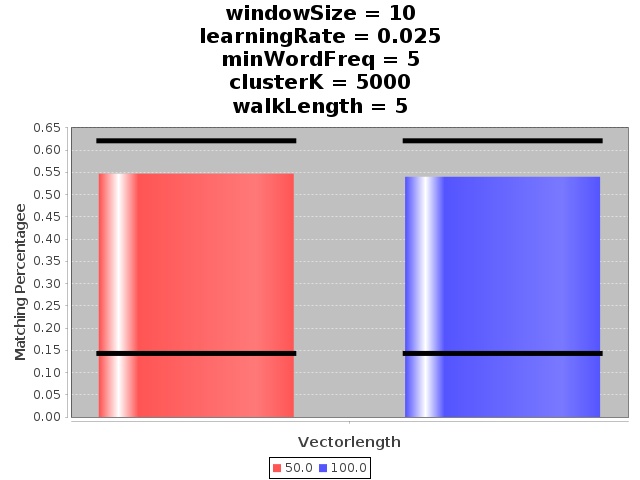 windowSize = 10
learningRate = 0.025
minWordFreq = 5
clusterK = 5000
walkLength = 5
0.65
0.60
0.55
0.50
0.45
0.40
0.35
0.30
0.25
0.20
0.15
0.10
0.05
0.00
Matching Percentagee
Vectorlength
50.0 100.0